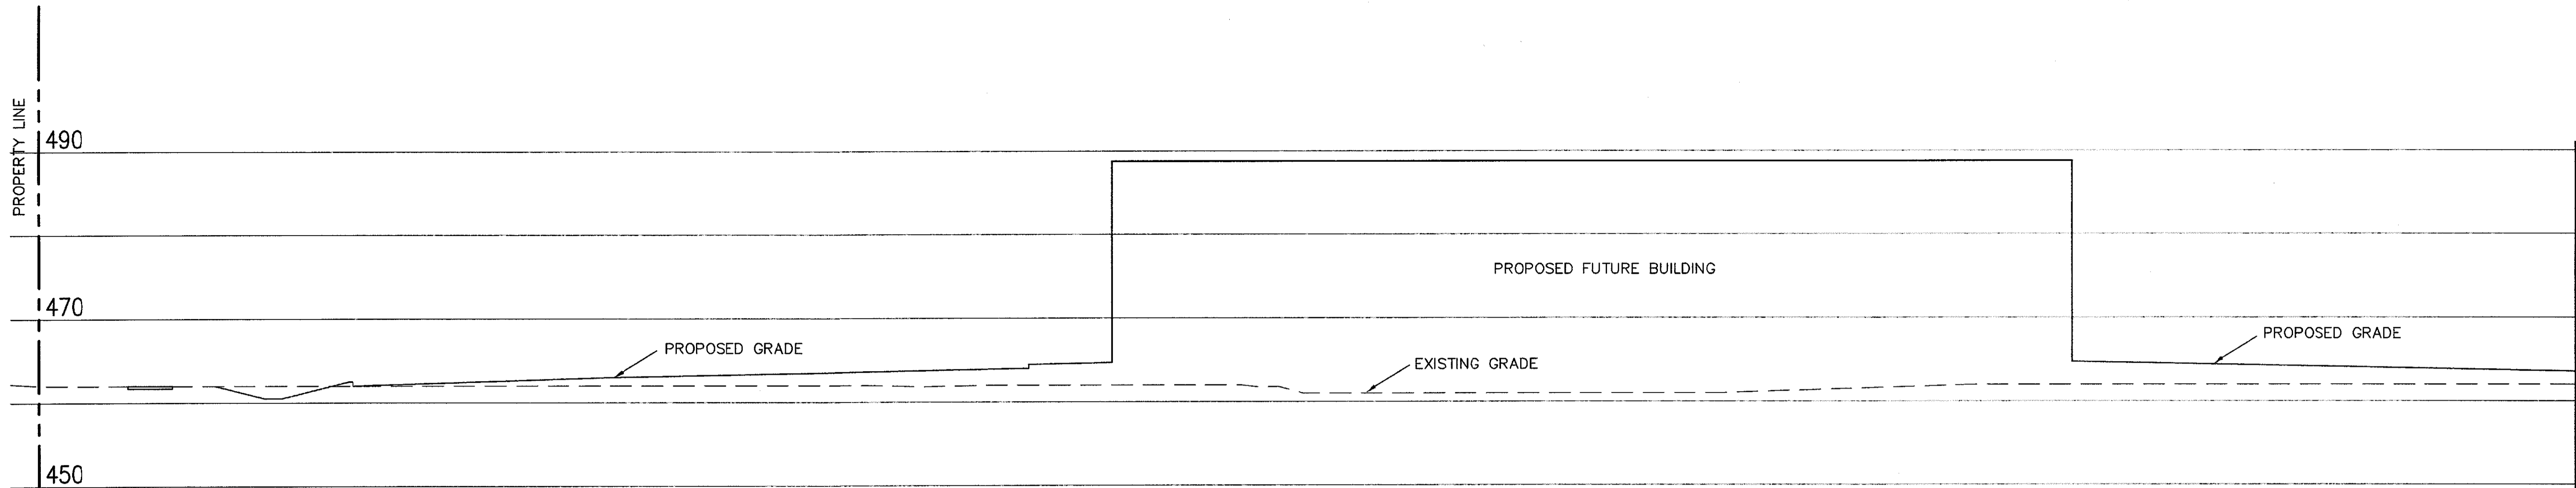 PROPERTY LINE
490
PROPOSED FUTURE BUILDING
470
PROPOSED GRADE
PROPOSED GRADE
EXISTING GRADE
450